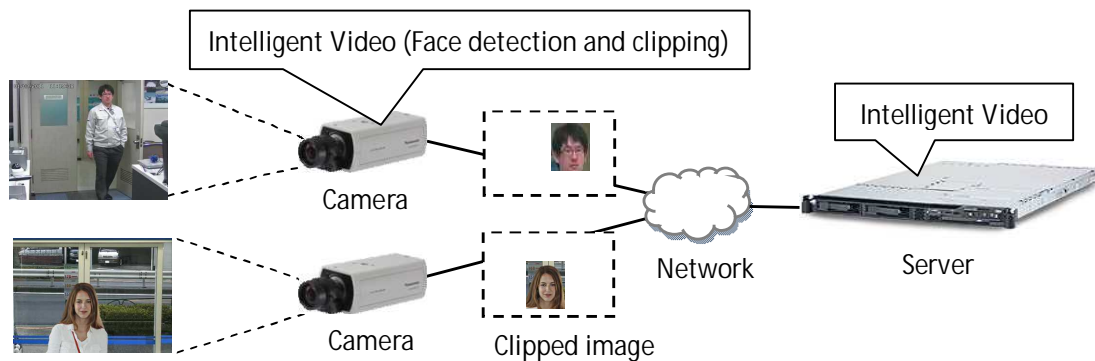 Intelligent Video (Face detection and clipping)
Intelligent Video
Camera
Network
Server
Camera
Clipped image